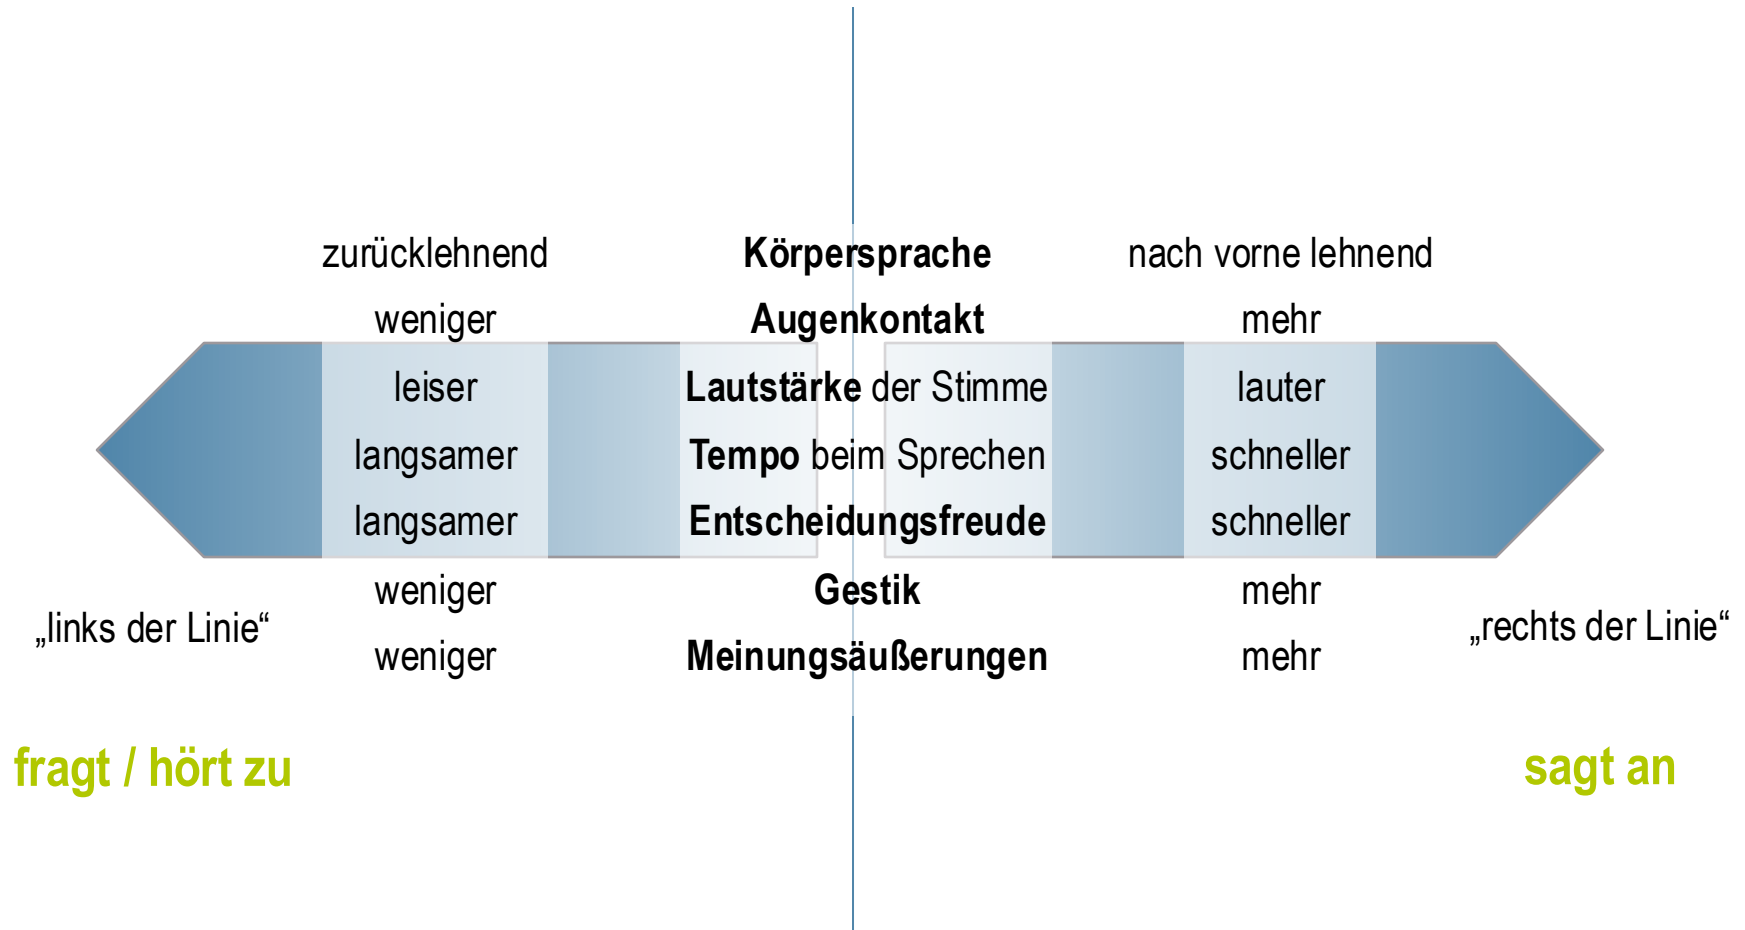 zurücklehnend Körpersprache nach vorne lehnend
weniger Augenkontakt mehr
leiser Lautstärke der Stimme lauter
langsamer Tempo beim Sprechen schneller
langsamer Entscheidungsfreude schneller
weniger Gestik mehr
„links der Linie“ „rechts der Linie“
weniger Meinungsäußerungen mehr
fragt / hört zu sagt an